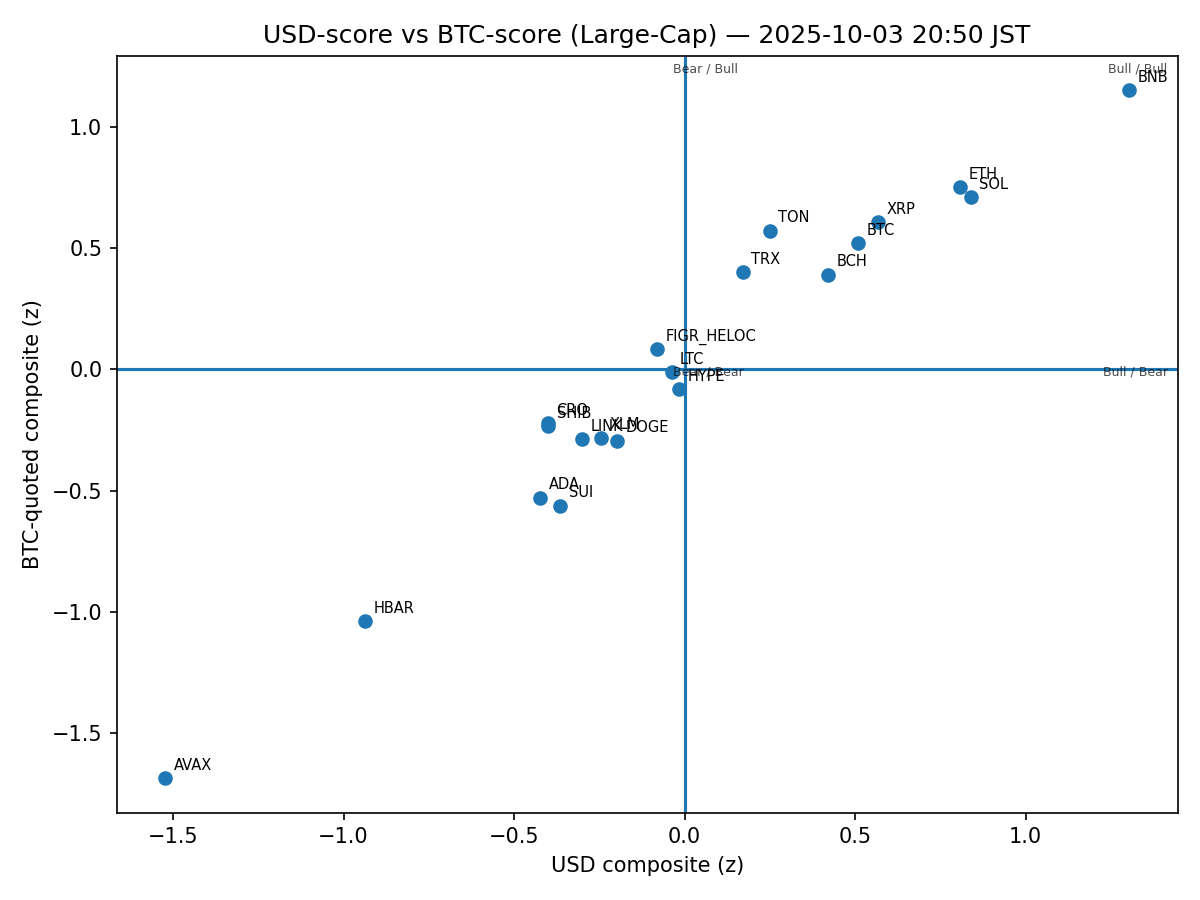 USD-score vs BTC-score (Large-Cap) — 2025-10-03 20:50 JST
Bear / Bull
Bull / Bull
BNB
1.0
ETH
SOL
XRP
TON
BTC
0.5
TRX
BCH
FIGR_HELOC
LTC
0.0
Bear / Bear
Bull / Bear
HYPE
CRO
SHIB
LINK
XLM
DOGE
ADA
SUI
−0.5
HBAR
−1.0
−1.5
AVAX
−1.5
−1.0
−0.5
0.0
0.5
1.0
USD composite (z)
BTC-quoted composite (z)